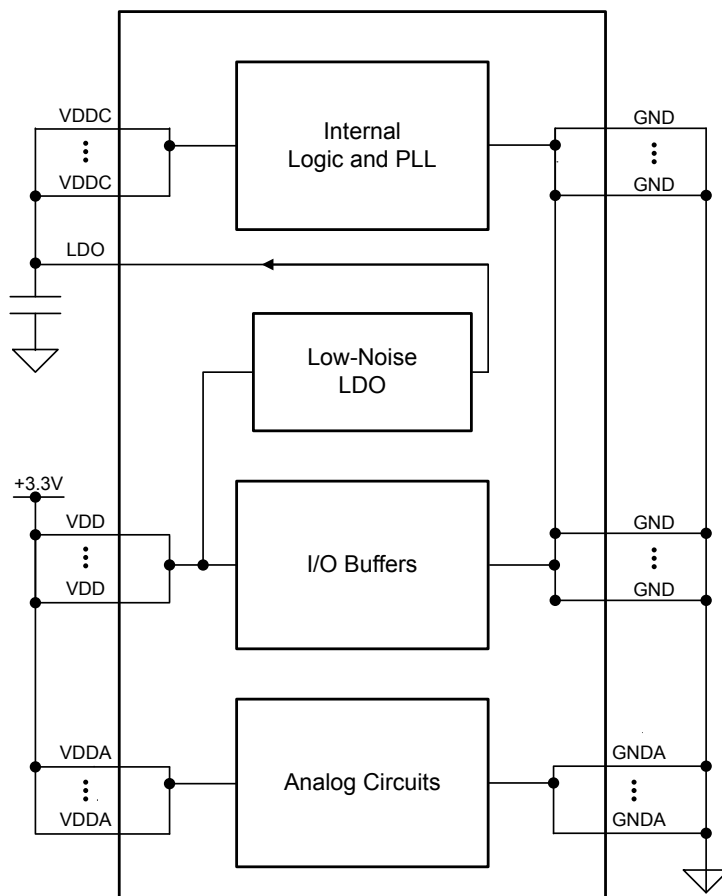 VDDC
VDDC
Internal
Logic and PLL
GND
GND
LDO
Low-Noise
LDO
+3.3V
VDD
VDD
I/O Buffers
GND
GND
VDDA
VDDA
Analog Circuits
GNDA
GNDA